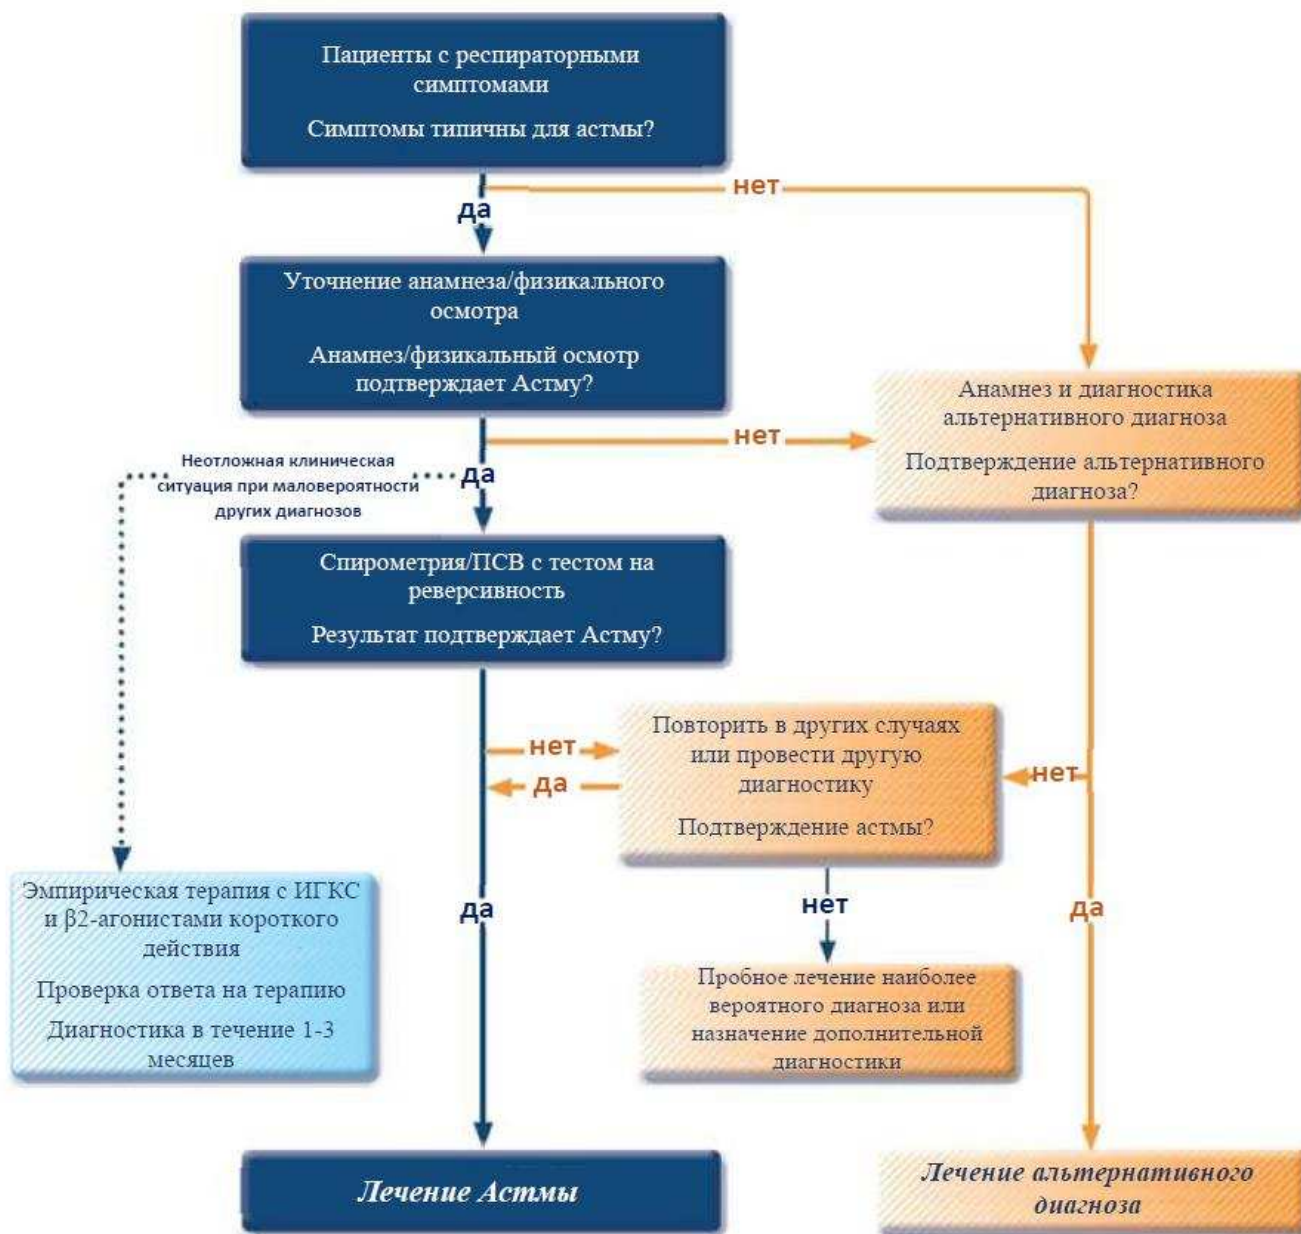 Пациенты с респираторными
симптомами
Симптомы типичны для астмы?
нет
да
Уточнение анамнеза/физикального
осмотра
Анамнез/физикальный осмотр
подтверждает Астму?
Анамнез и диагностика
альтернативного диагноза
Подтверждение альтернативного
диагноза?
нет
Неотложная клиническая
ситуация при маловероятности
других диагнозов
да
Спирометрия/ПСВ с тестом на
реверсивность
Результат подтверждает Астму?
Повторить в других случаях
или провести другую
диагностику
Подтверждение астмы?
нет
да
нет
Эмпирическая терапия с ИГКС
и β2-агонистами короткого
действия
Проверка ответа на терапию
Диагностика в течение 1-3
месяцев
да
нет
да
Пробное лечение наиболее
вероятного диагноза или
назначение дополнительной
диагностики
Лечение Астмы
Лечение альтернативного
диагноза